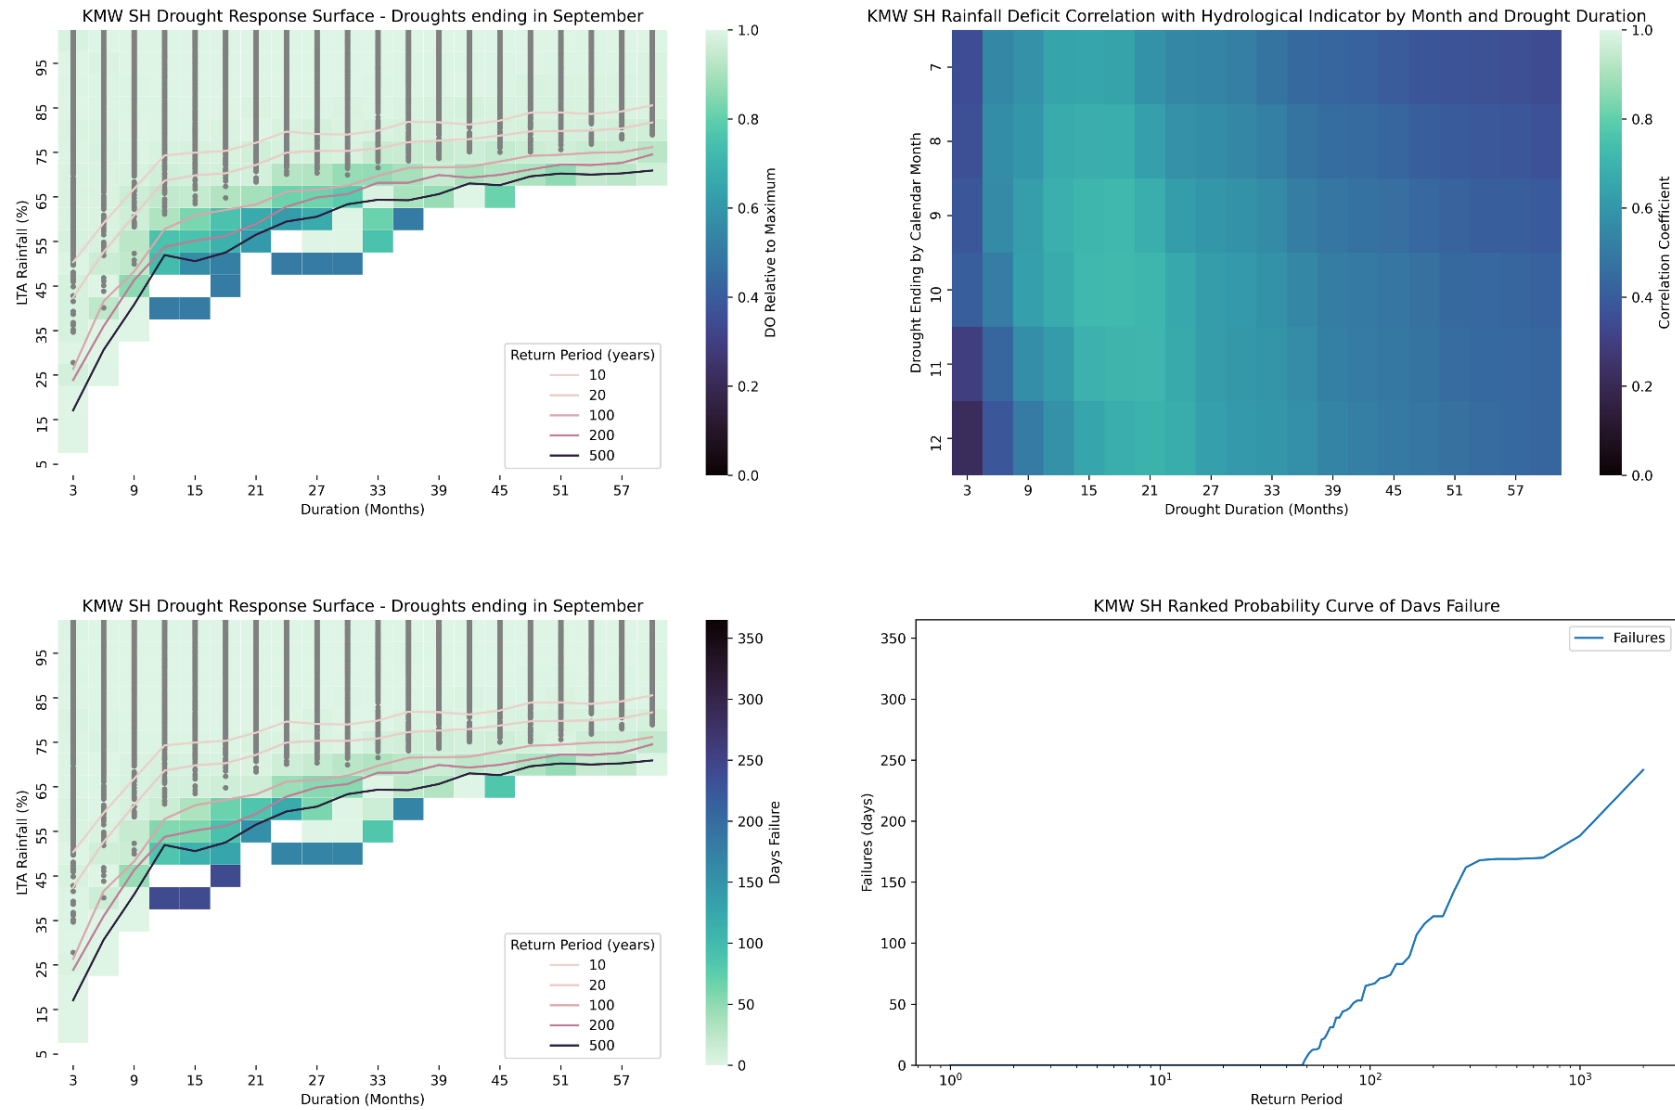 KMW SH Drought Response Surface - Droughts ending in September
95
85
75
65
55
45
35
25
15
5
LTA Rainfall (%)
3 9 15 21 27 33 39 45 51 57
Duration (Months)
Return Period (years)
10
20
100
200
500
1.0
0.8
0.6
0.4
0.2
0.0
DO Relative to Maximum
KMW SH Rainfall Deficit Correlation with Hydrological Indicator by Month and Drought Duration
7
8
9
10
11
12
Drought Ending by Calendar Month
3 9 15 21 27 33 39 45 51 57
Drought Duration (Months)
1.0
0.8
0.6
0.4
0.2
0.0
Correlation Coefficient
KMW SH Drought Response Surface - Droughts ending in September
95
85
75
65
55
45
35
25
15
5
LTA Rainfall (%)
3 9 15 21 27 33 39 45 51 57
Duration (Months)
Return Period (years)
10
20
100
200
500
350
300
250
200
150
100
50
0
Days Failure
KMW SH Ranked Probability Curve of Days Failure
Failures
350
300
250
200
150
100
50
0
Failures (days)
10⁰ 10¹ 10² 10³
Return Period